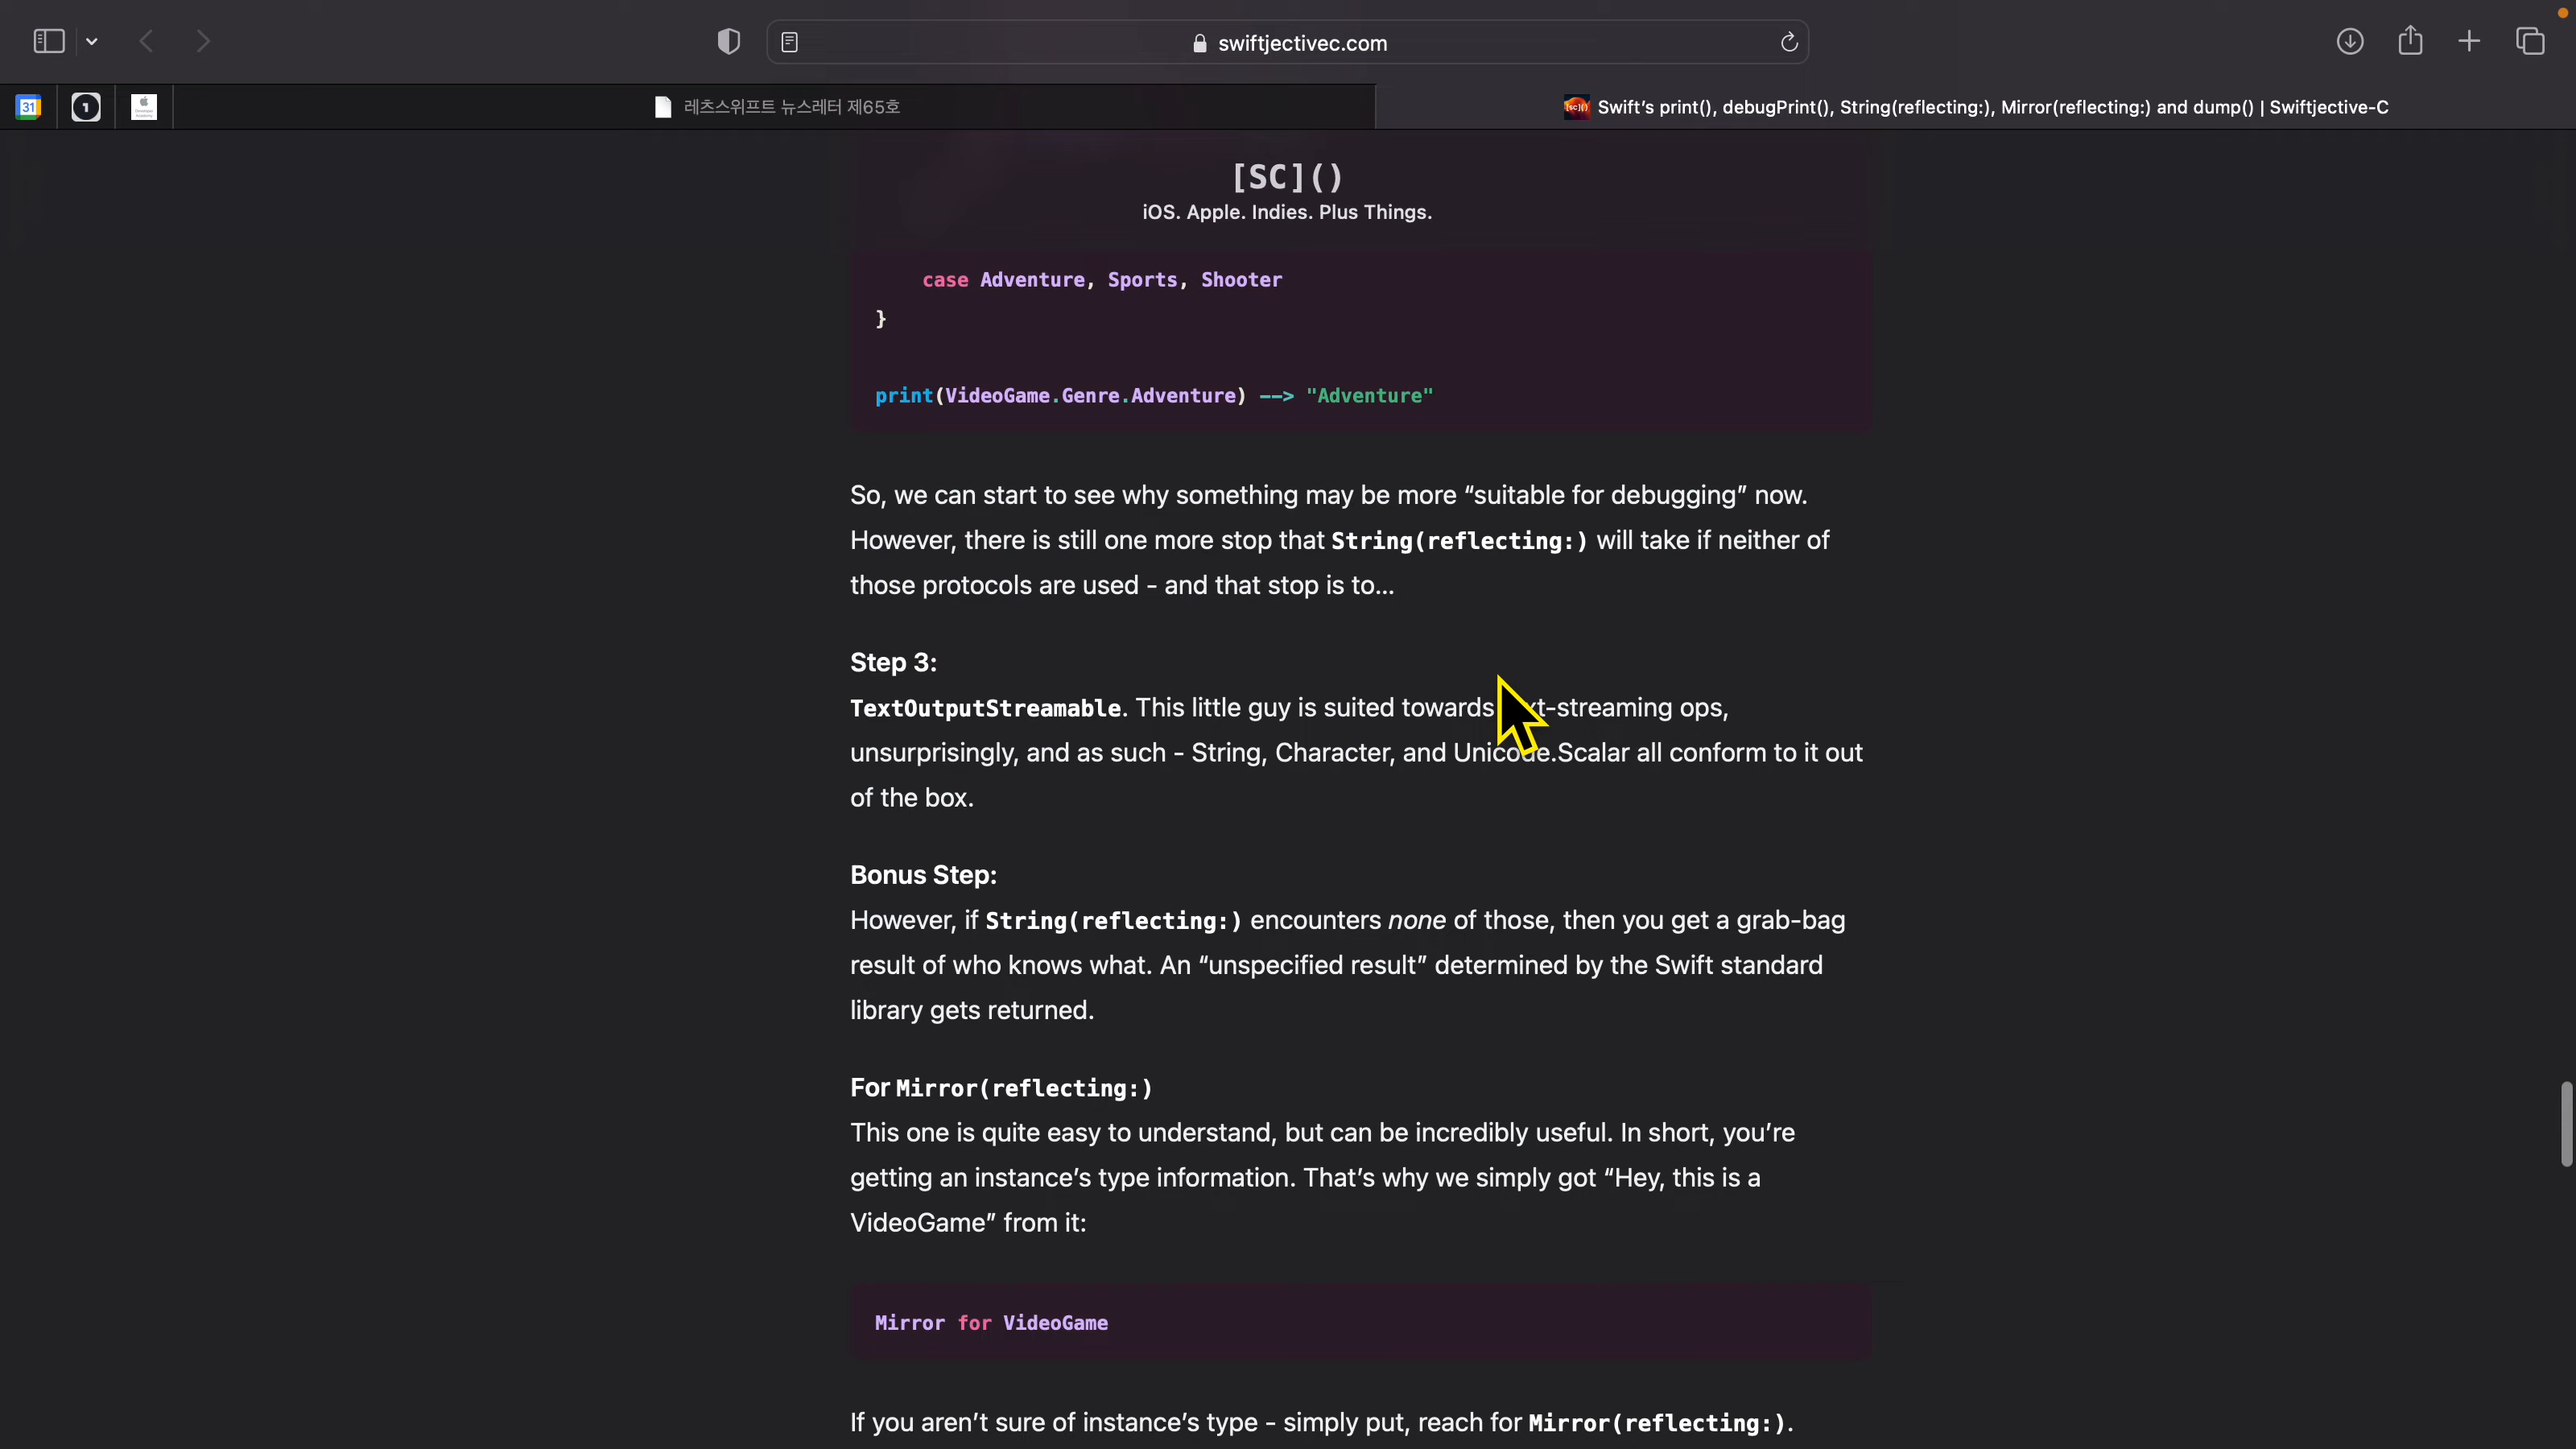 swiftjectivec.com
31
1
레츠스위프트 뉴스레터 제65호
Swift’s print(), debugPrint(), String(reflecting:), Mirror(reflecting:) and dump() | Swiftjective-C
[SC]()
iOS. Apple. Indies. Plus Things.
case Adventure, Sports, Shooter
}
print(VideoGame.Genre.Adventure) --> "Adventure"
So, we can start to see why something may be more “suitable for debugging” now.
However, there is still one more stop that String(reflecting:) will take if neither of
those protocols are used - and that stop is to...
Step 3:
TextOutputStreamable. This little guy is suited towards text-streaming ops,
unsurprisingly, and as such - String, Character, and Unicode.Scalar all conform to it out
of the box.
Bonus Step:
However, if String(reflecting:) encounters none of those, then you get a grab-bag
result of who knows what. An “unspecified result” determined by the Swift standard
library gets returned.
For Mirror(reflecting:)
This one is quite easy to understand, but can be incredibly useful. In short, you’re
getting an instance’s type information. That’s why we simply got “Hey, this is a
VideoGame” from it:
Mirror for VideoGame
If you aren’t sure of instance’s type - simply put, reach for Mirror(reflecting:).